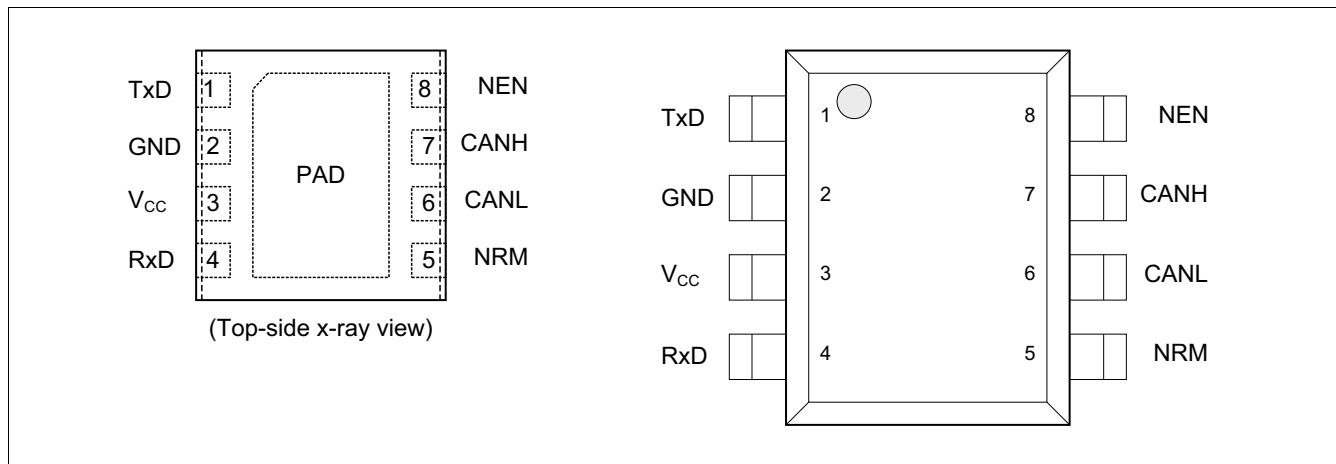 TxD 1 8 NEN
GND 2 7 CANH
PAD
VCC 3 6 CANL
RxD 4 5 NRM
(Top-side x-ray view)
TxD 1 8 NEN
GND 2 7 CANH
VCC 3 6 CANL
RxD 4 5 NRM